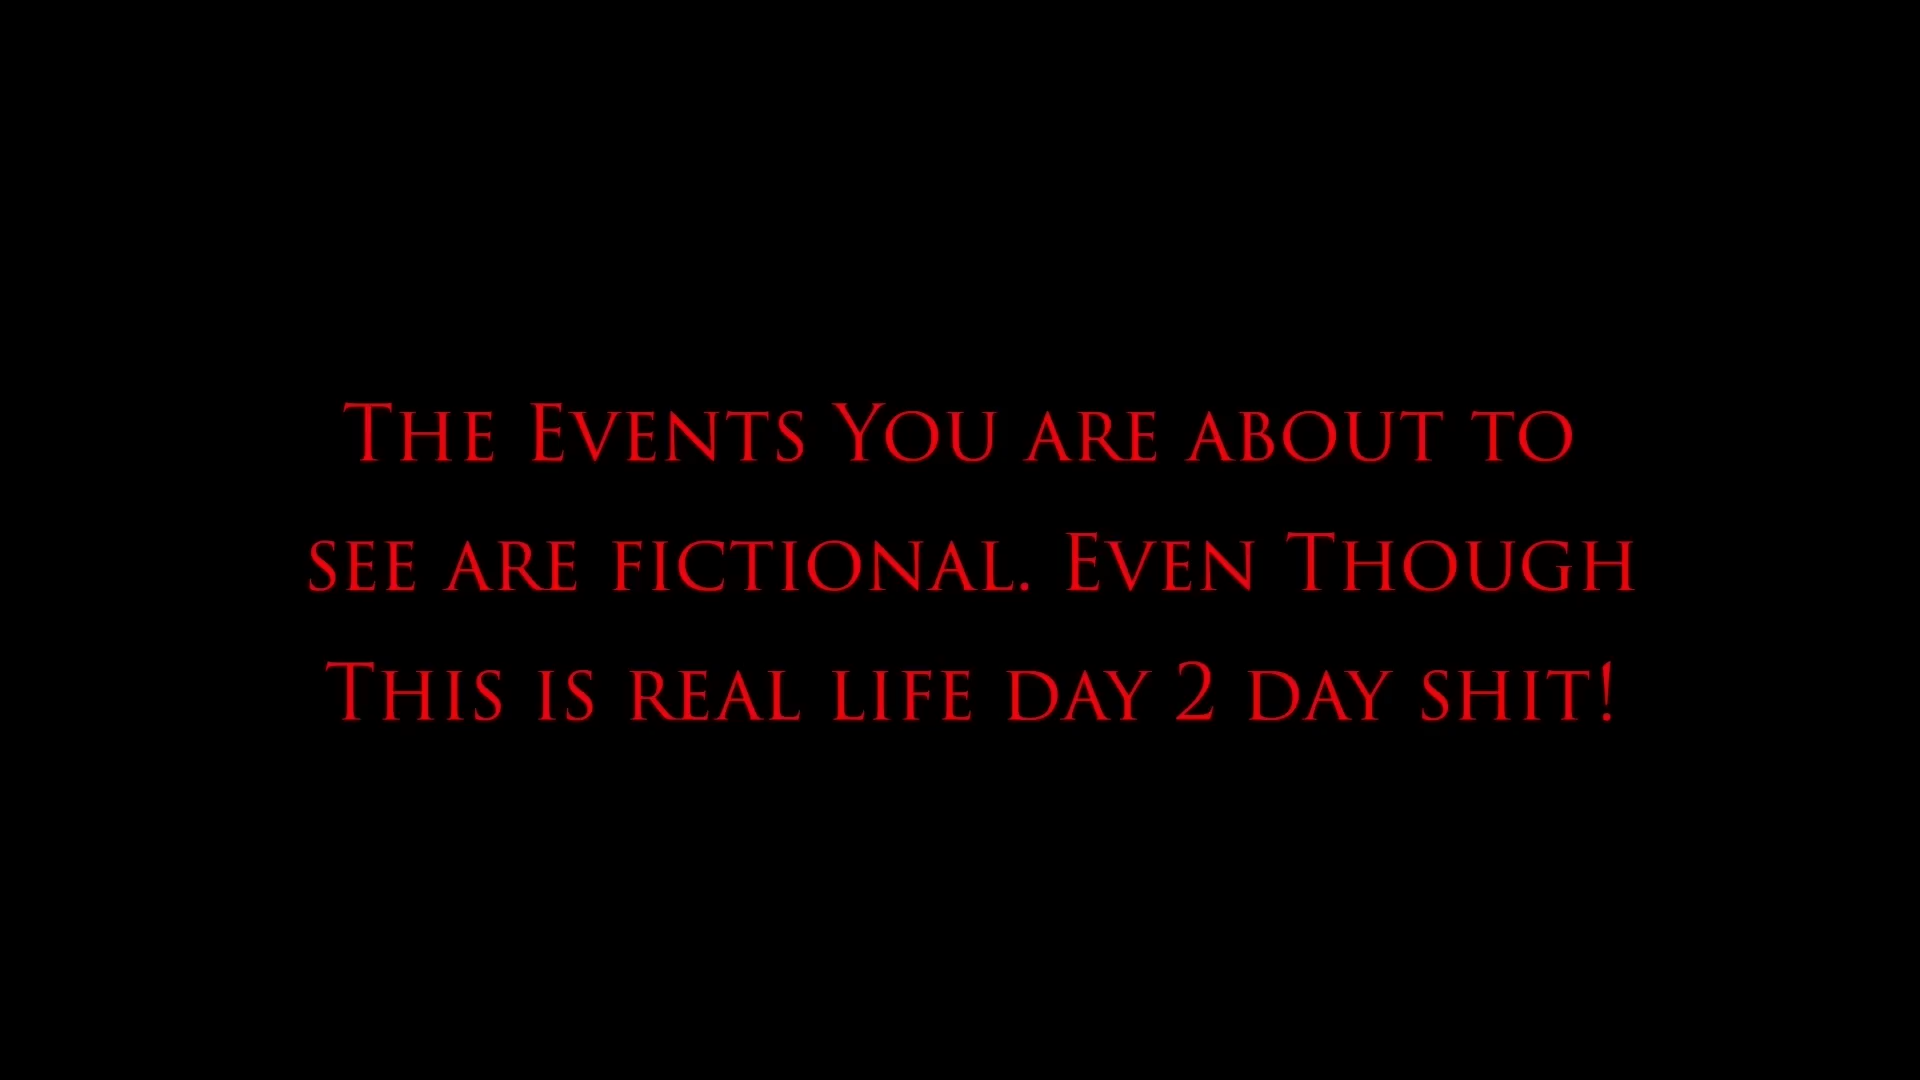 The Events You are about to
see are fictional. Even Though
This is real life day 2 day shit!